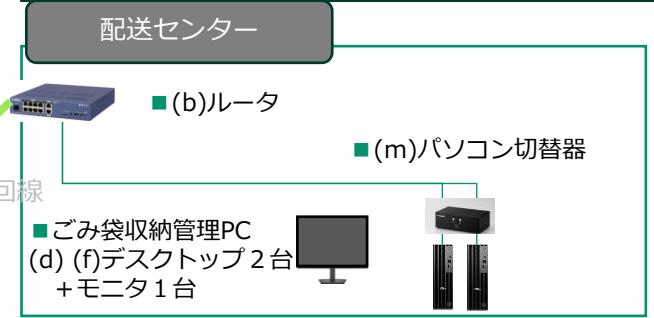 配送センター
■(b)ルータ
■(m)パソコン切替器
回線
■ごみ袋収納管理PC
(d) (f)デスクトップ２台
＋モニタ１台